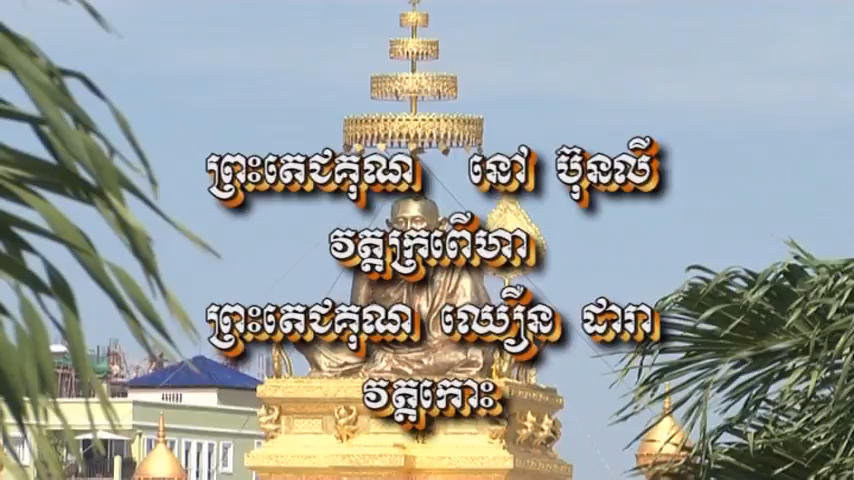 ព្រះតេជគុណ នៅ ប៊ុនលី
វត្តក្រពើហា
ព្រះតេជគុណ ឈឿន ដារា
វត្តកោះ